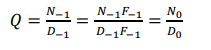 Q = N₋₁/D₋₁ = N₋₁F₋₁/D₋₁F₋₁ = N₀/D₀